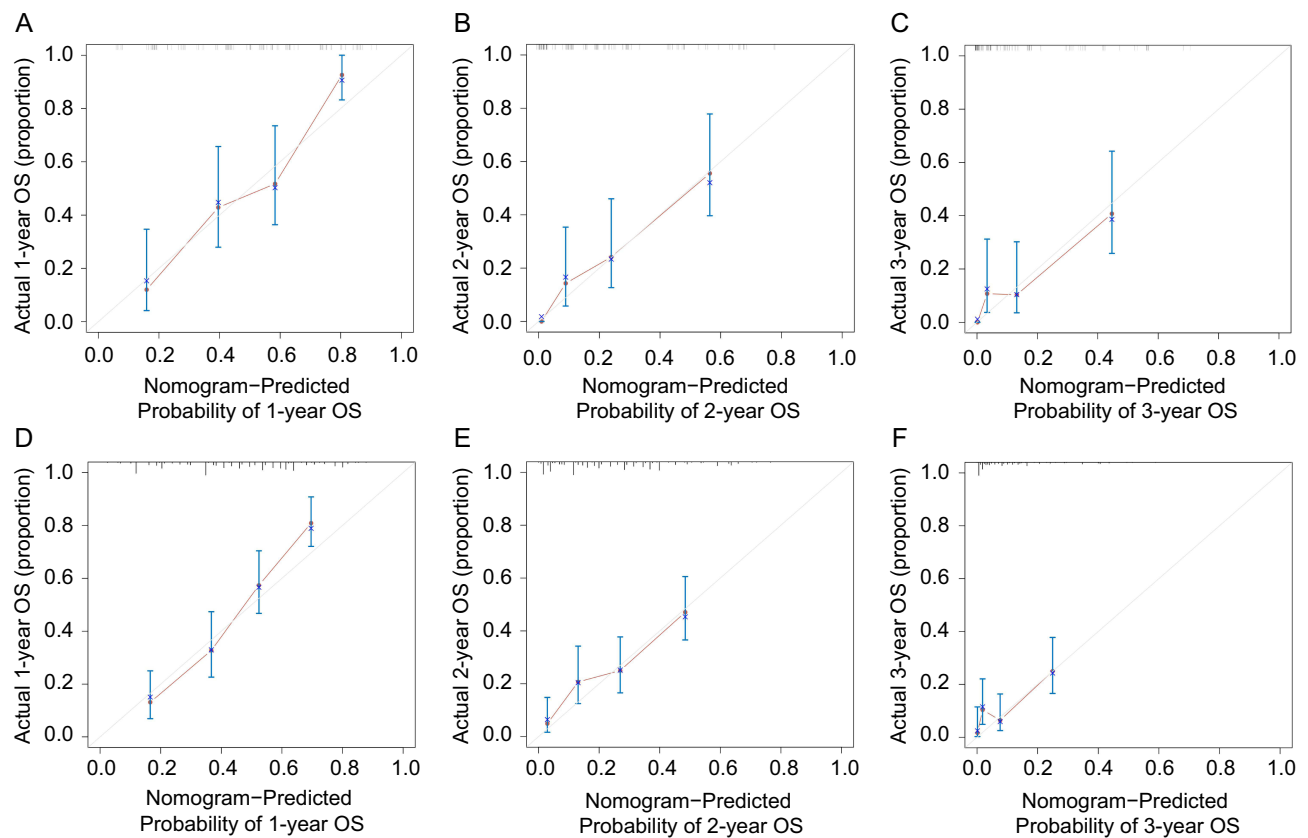 A
1.0
0.8
0.6
0.4
0.2
0.0
Actual 1-year OS (proportion)
0.0 0.2 0.4 0.6 0.8 1.0
Nomogram−Predicted
Probability of 1-year OS
B
1.0
0.8
0.6
0.4
0.2
0.0
Actual 2-year OS (proportion)
0.0 0.2 0.4 0.6 0.8 1.0
Nomogram−Predicted
Probability of 2-year OS
C
1.0
0.8
0.6
0.4
0.2
0.0
Actual 3-year OS (proportion)
0.0 0.2 0.4 0.6 0.8 1.0
Nomogram−Predicted
Probability of 3-year OS
D
1.0
0.8
0.6
0.4
0.2
0.0
Actual 1-year OS (proportion)
0.0 0.2 0.4 0.6 0.8 1.0
Nomogram−Predicted
Probability of 1-year OS
E
1.0
0.8
0.6
0.4
0.2
0.0
Actual 2-year OS (proportion)
0.0 0.2 0.4 0.6 0.8 1.0
Nomogram−Predicted
Probability of 2-year OS
F
1.0
0.8
0.6
0.4
0.2
0.0
Actual 3-year OS (proportion)
0.0 0.2 0.4 0.6 0.8 1.0
Nomogram−Predicted
Probability of 3-year OS